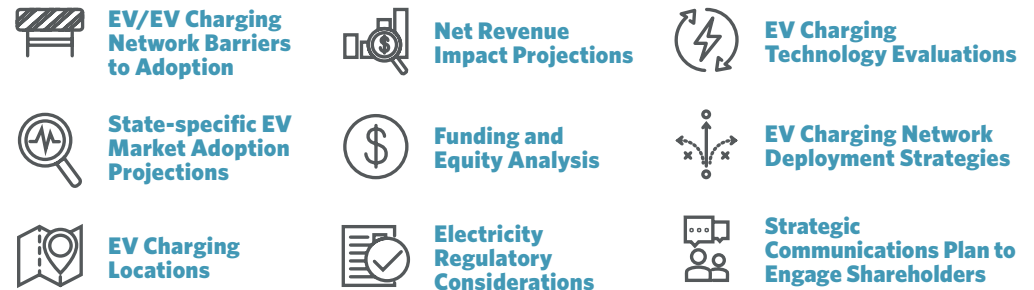 EV/EV Charging
Network Barriers
to Adoption
State-specific EV
Market Adoption
Projections
EV Charging
Locations
Net Revenue
Impact Projections
Funding and
Equity Analysis
Electricity
Regulatory
Considerations
EV Charging
Technology Evaluations
EV Charging Network
Deployment Strategies
Strategic
Communications Plan to
Engage Shareholders